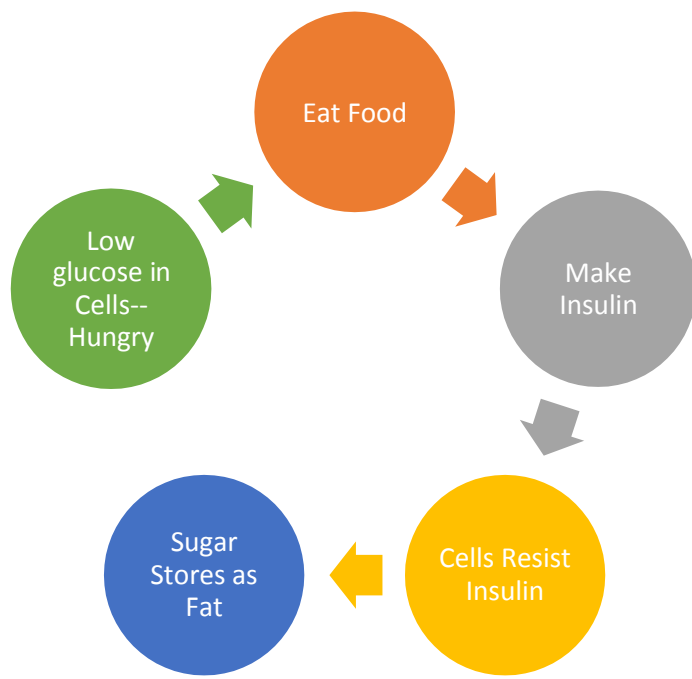 Eat Food
Make
Insulin
Cells Resist
Insulin
Sugar
Stores as
Fat
Low
glucose in
Cells--
Hungry